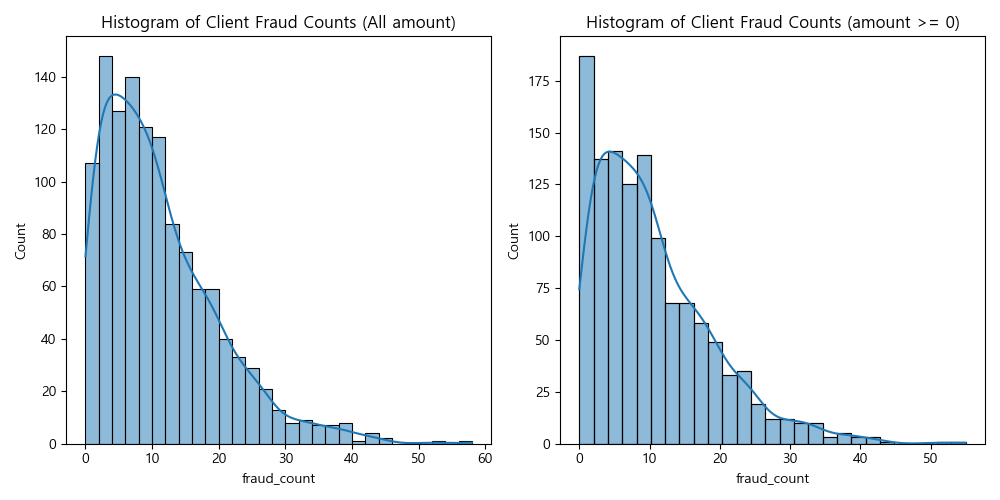 Histogram of Client Fraud Counts (All amount)
140
120
100
80
60
40
20
0
Count
0 10 20 30 40 50 60
fraud_count
Histogram of Client Fraud Counts (amount >= 0)
175
150
125
100
75
50
25
0
Count
0 10 20 30 40 50
fraud_count